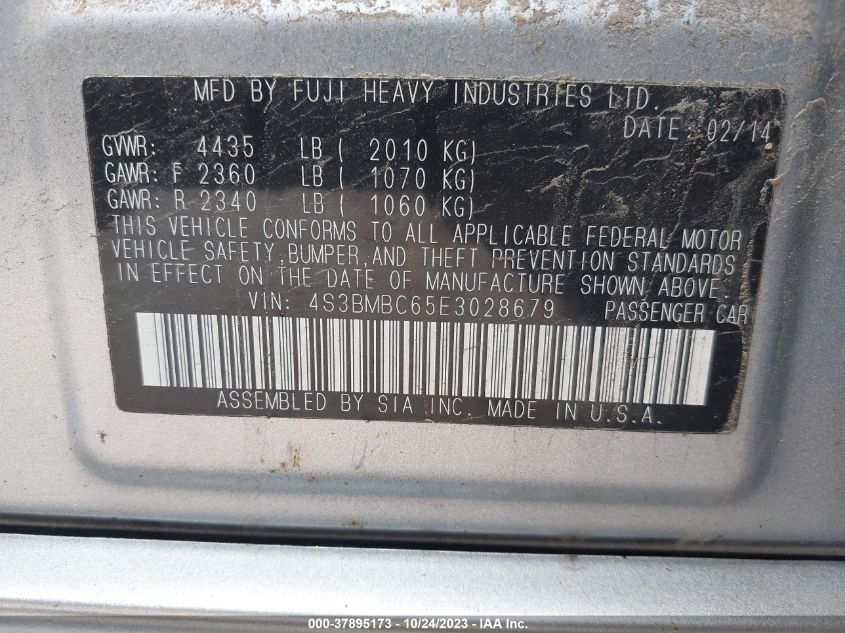 MFD BY FUJI HEAVY INDUSTRIES LTD.
DATE: 02/14
GVWR: 4435 LB ( 2010 KG)
GAWR: F 2360 LB ( 1070 KG)
GAWR: R 2340 LB ( 1060 KG)
THIS VEHICLE CONFORMS TO ALL APPLICABLE FEDERAL MOTOR
VEHICLE SAFETY, BUMPER, AND THEFT PREVENTION STANDARDS
IN EFFECT ON THE DATE OF MANUFACTURE SHOWN ABOVE.
VIN: 4S3BMBC65E3028679 PASSENGER CAR
ASSEMBLED BY SIA INC. MADE IN U.S.A.
000-37895173 - 10/24/2023 - IAA Inc.